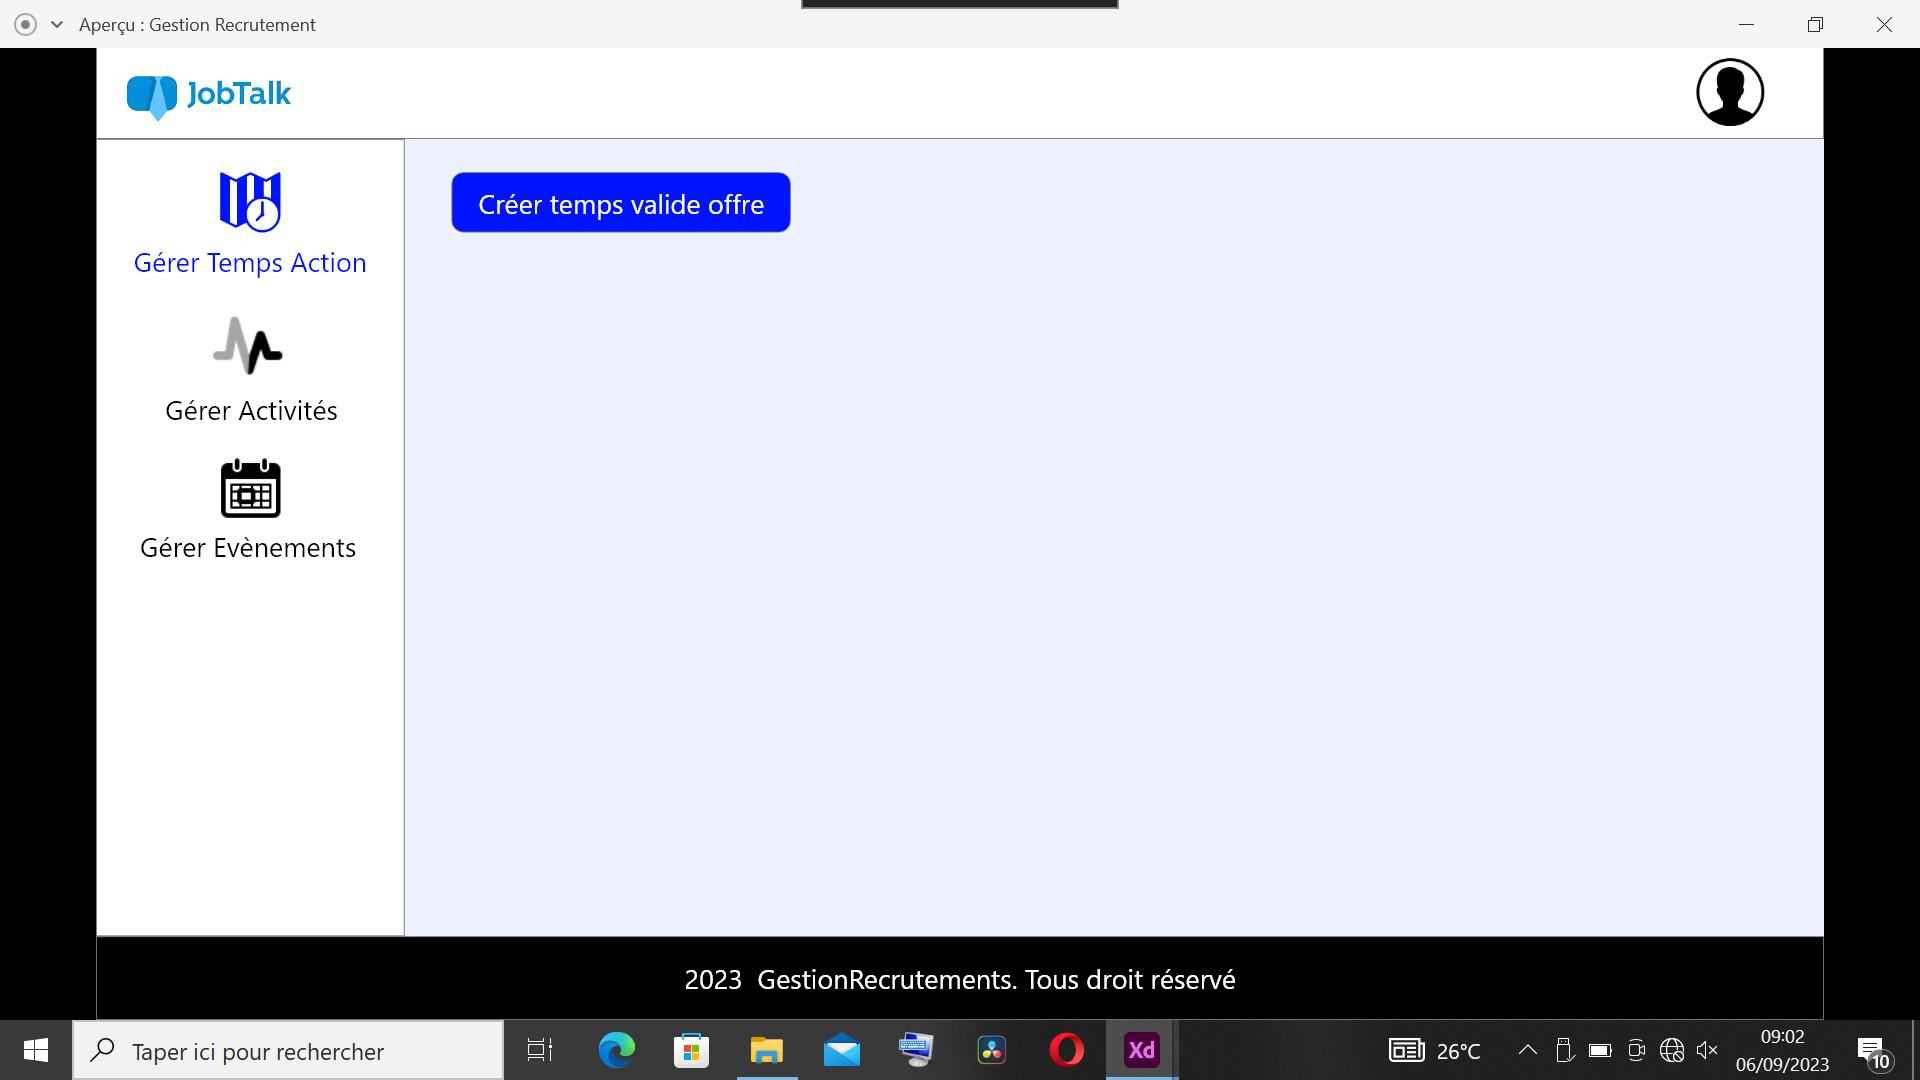 Aperçu : Gestion Recrutement
JobTalk
Créer temps valide offre
Gérer Temps Action
Gérer Activités
Gérer Evènements
2023  GestionRecrutements. Tous droit réservé
Taper ici pour rechercher
Xd
26°C
09:02
06/09/2023
10